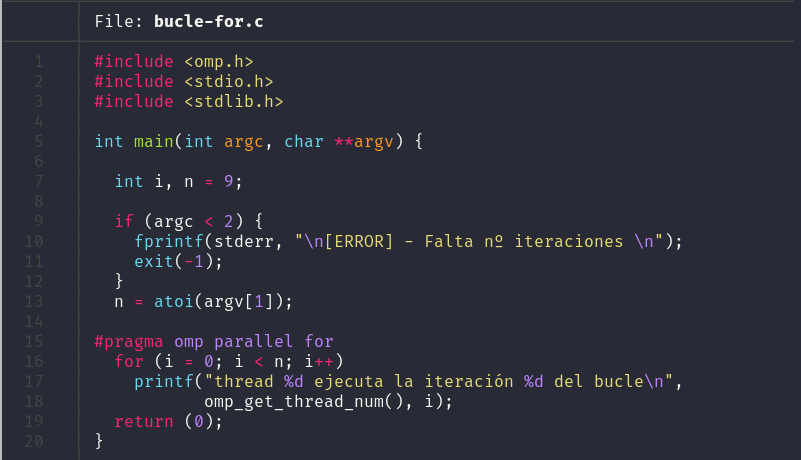 File: bucle-for.c
1 #include <omp.h>
2 #include <stdio.h>
3 #include <stdlib.h>
4
5 int main(int argc, char **argv) {
6
7   int i, n = 9;
8
9   if (argc < 2) {
10     fprintf(stderr, "\n[ERROR] - Falta nº iteraciones \n");
11     exit(-1);
12   }
13   n = atoi(argv[1]);
14
15 #pragma omp parallel for
16   for (i = 0; i < n; i++)
17     printf("thread %d ejecuta la iteración %d del bucle\n",
18            omp_get_thread_num(), i);
19   return (0);
20 }